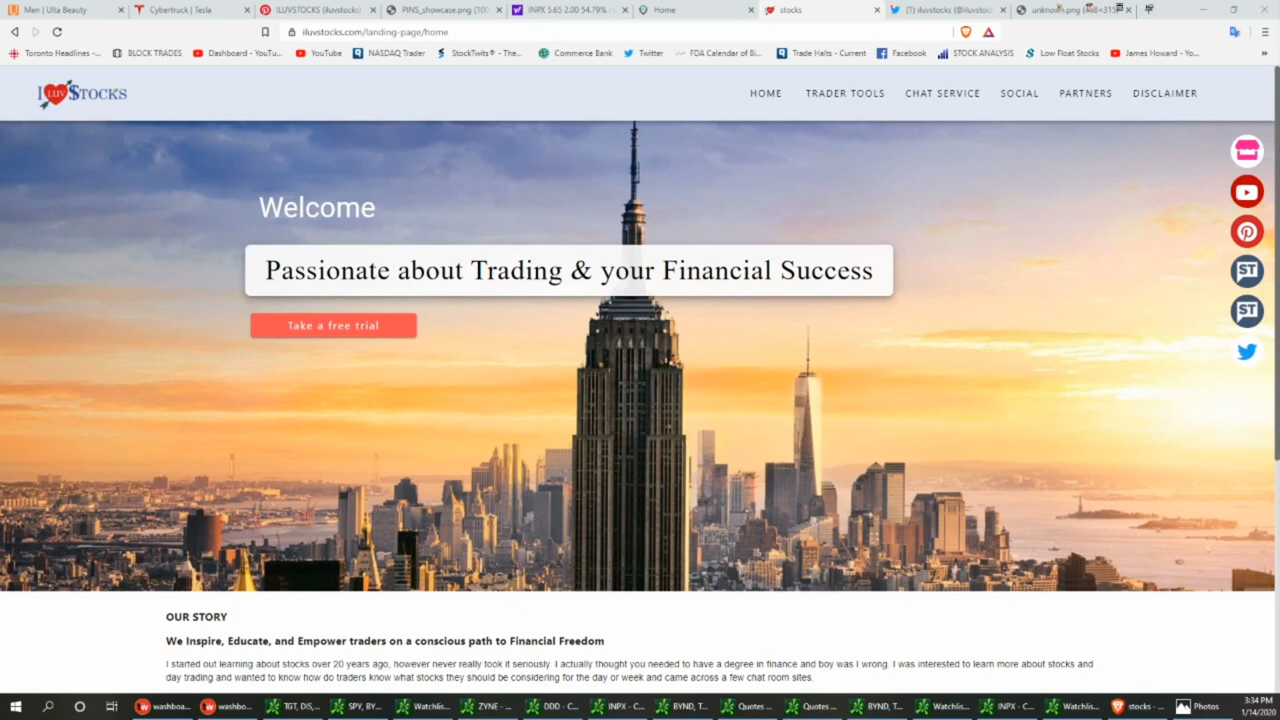 Men | Ulta Beauty
Cybertruck | Tesla
ILUVSTOCKS (iluvstocks)
PINS_showcase.png (100
INPX 5.65 2.00 54.79%
Home
stocks
(1) iluvstocks (@iluvstoc
unknown.png
iluvstocks.com/landing-page/home
Toronto Headlines -...
BLOCK TRADES
Dashboard - YouTu...
YouTube
NASDAQ Trader
StockTwits® - The...
Commerce Bank
Twitter
FDA Calendar of Bi...
Trade Halts - Current
Facebook
STOCK ANALYSIS
Low Float Stocks
James Howard - Yo...
I LUV $TOCKS
HOME
TRADER TOOLS
CHAT SERVICE
SOCIAL
PARTNERS
DISCLAIMER
Welcome
Passionate about Trading & your Financial Success
Take a free trial
ST
ST
OUR STORY
We Inspire, Educate, and Empower traders on a conscious path to Financial Freedom
I started out learning about stocks over 20 years ago, however never really took it seriously. I actually thought you needed to have a degree in finance and boy was I wrong. I was interested to learn more about stocks and
day trading and wanted to know how do traders know what stocks they should be considering for the day or week and came across a few chat room sites.
washboa...
washbo...
TGT, DIS,...
SPY, BY...
Watchlis...
ZYNE - ...
DDD - C...
INPX - C...
BYND, T...
Quotes ...
Quotes ...
BYND, T...
Watchlis...
INPX - C...
Watchlis...
stocks - ...
Photos
3:34 PM
1/14/2020